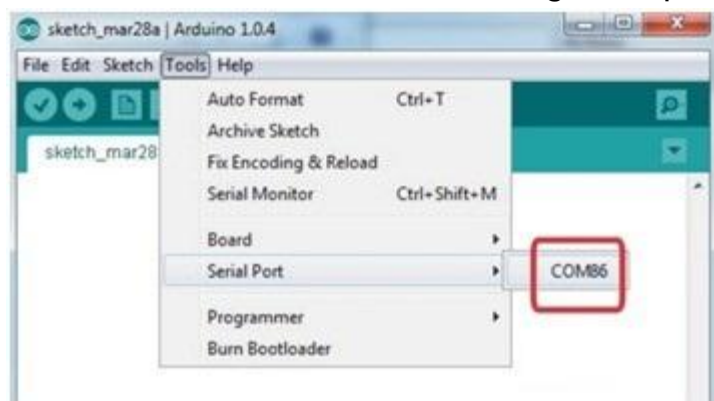 sketch_mar28a | Arduino 1.0.4
File Edit Sketch Tools Help
sketch_mar28
Auto Format Ctrl+T
Archive Sketch
Fix Encoding & Reload
Serial Monitor Ctrl+Shift+M
Board
Serial Port COM86
Programmer
Burn Bootloader